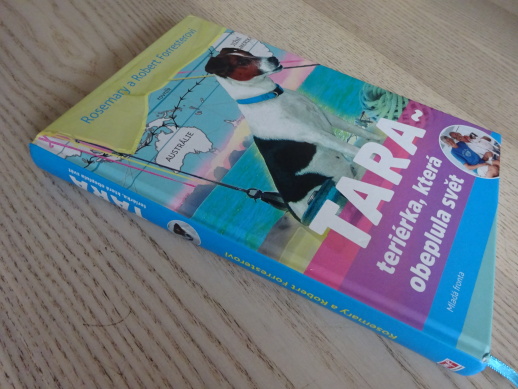 Rosemary a Robert Forresterovi
AUSTRÁLIE
TARA
teriérka, která
obeplula svět
Mladá fronta
TARA
teriérka, která obeplula svět
Rosemary a Robert Forresterovi